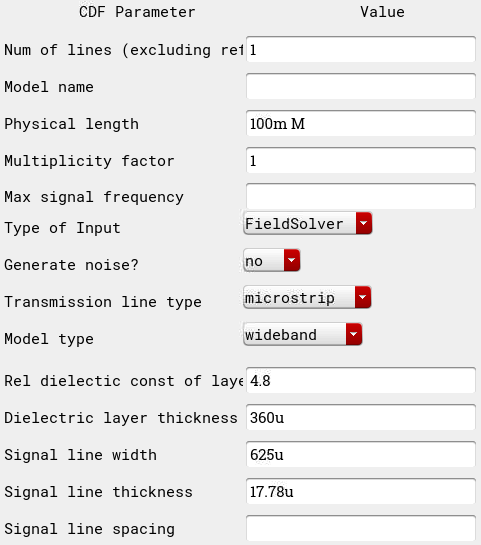 CDF Parameter Value
Num of lines (excluding ref 1
Model name
Physical length 100m M
Multiplicity factor 1
Max signal frequency
Type of Input FieldSolver
Generate noise? no
Transmission line type microstrip
Model type wideband
Rel dielectic const of laye 4.8
Dielectric layer thickness 360u
Signal line width 625u
Signal line thickness 17.78u
Signal line spacing